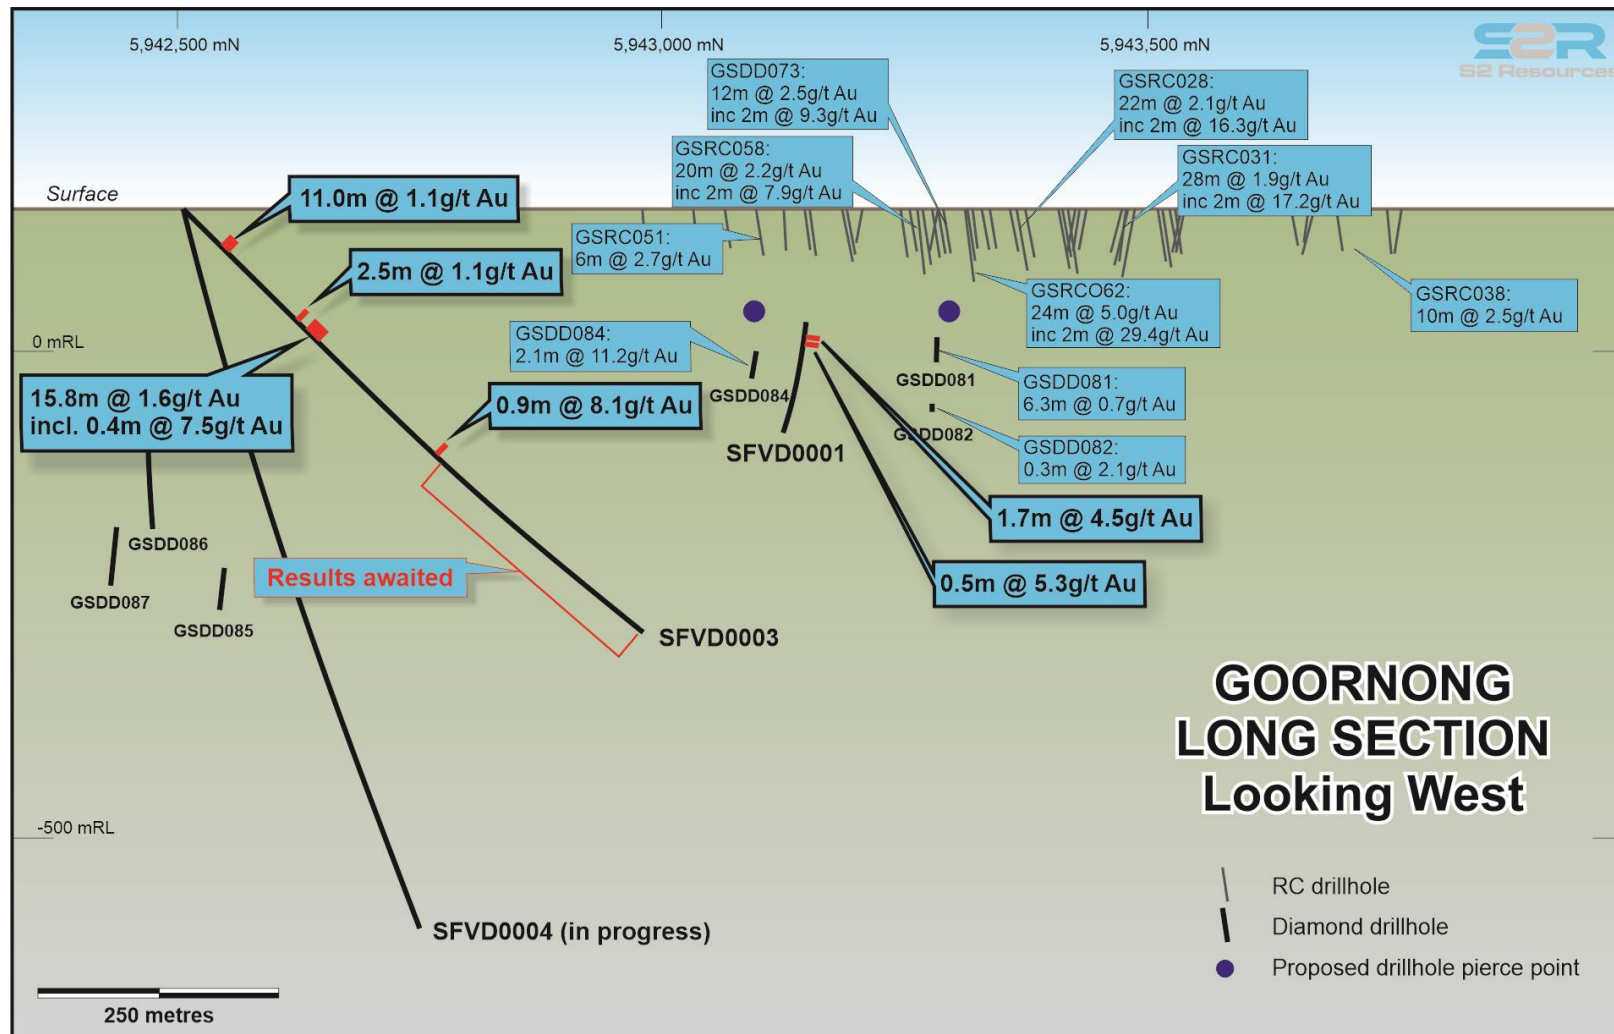 5,942,500 mN
5,943,000 mN
5,943,500 mN
S2R
S2 Resources
GSDD073:
12m @ 2.5g/t Au
inc 2m @ 9.3g/t Au
GSRC028:
22m @ 2.1g/t Au
inc 2m @ 16.3g/t Au
GSRC058:
20m @ 2.2g/t Au
inc 2m @ 7.9g/t Au
GSRC031:
28m @ 1.9g/t Au
inc 2m @ 17.2g/t Au
Surface
11.0m @ 1.1g/t Au
GSRC051:
6m @ 2.7g/t Au
2.5m @ 1.1g/t Au
GSRCO62:
24m @ 5.0g/t Au
inc 2m @ 29.4g/t Au
GSRC038:
10m @ 2.5g/t Au
0 mRL
GSDD084:
2.1m @ 11.2g/t Au
GSDD084
GSDD081
GSDD081:
6.3m @ 0.7g/t Au
15.8m @ 1.6g/t Au
incl. 0.4m @ 7.5g/t Au
0.9m @ 8.1g/t Au
GSDD082
SFVD0001
GSDD082:
0.3m @ 2.1g/t Au
1.7m @ 4.5g/t Au
GSDD086
Results awaited
0.5m @ 5.3g/t Au
GSDD087
GSDD085
SFVD0003
GOORNONG
LONG SECTION
Looking West
-500 mRL
SFVD0004 (in progress)
RC drillhole
Diamond drillhole
Proposed drillhole pierce point
250 metres